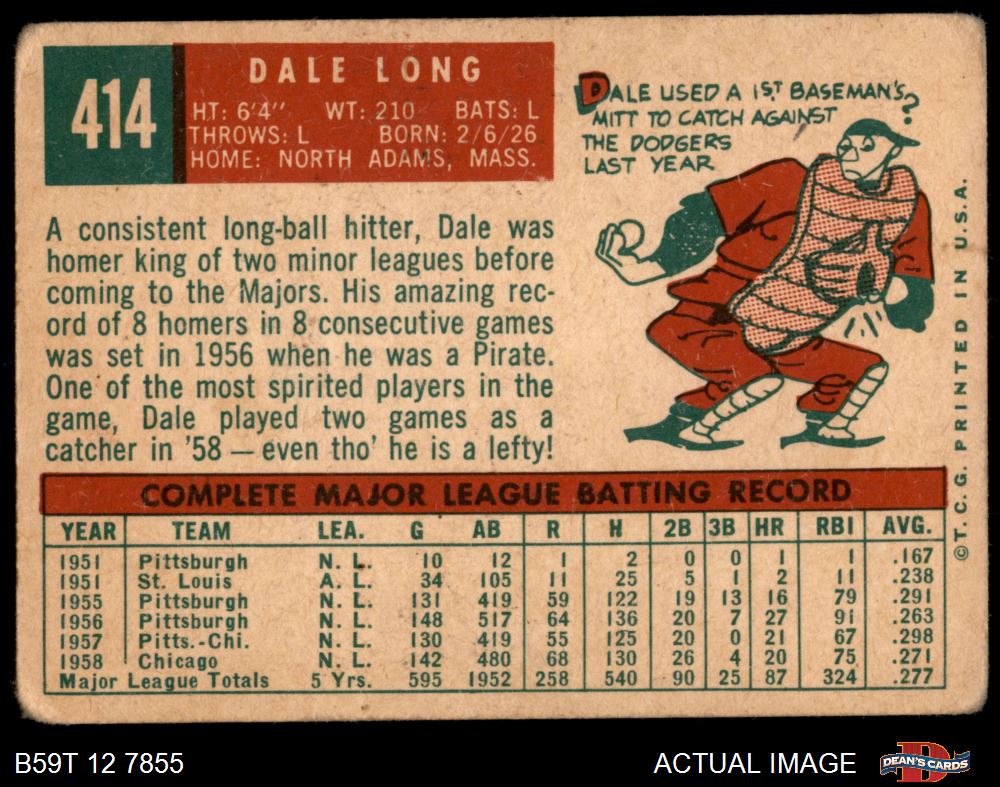 414
DALE LONG
HT: 6'4" WT: 210 BATS: L
THROWS: L BORN: 2/6/26
HOME: NORTH ADAMS, MASS.
DALE USED A 1ST BASEMAN'S
MITT TO CATCH AGAINST
THE DODGERS
LAST YEAR
?
A consistent long-ball hitter, Dale was
homer king of two minor leagues before
coming to the Majors. His amazing rec-
ord of 8 homers in 8 consecutive games
was set in 1956 when he was a Pirate.
One of the most spirited players in the
game, Dale played two games as a
catcher in '58 — even tho' he is a lefty!
COMPLETE MAJOR LEAGUE BATTING RECORD
YEAR TEAM LEA. G AB R H 2B 3B HR RBI AVG.
1951 Pittsburgh N. L. 10 12 1 2 0 0 1 1 .167
1951 St. Louis A. L. 34 105 11 25 5 1 2 11 .238
1955 Pittsburgh N. L. 131 419 59 122 19 13 16 79 .291
1956 Pittsburgh N. L. 148 517 64 136 20 7 27 91 .263
1957 Pitts.-Chi. N. L. 130 419 55 125 20 0 21 67 .298
1958 Chicago N. L. 142 480 68 130 26 4 20 75 .271
Major League Totals 5 Yrs. 595 1952 258 540 90 25 87 324 .277
© T. C. G. PRINTED IN U.S.A.
B59T 12 7855
ACTUAL IMAGE
DEAN'S CARDS